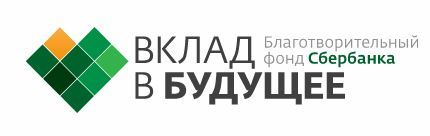 ВКЛАД
В БУДУЩЕЕ
Благотворительный
фонд Сбербанка